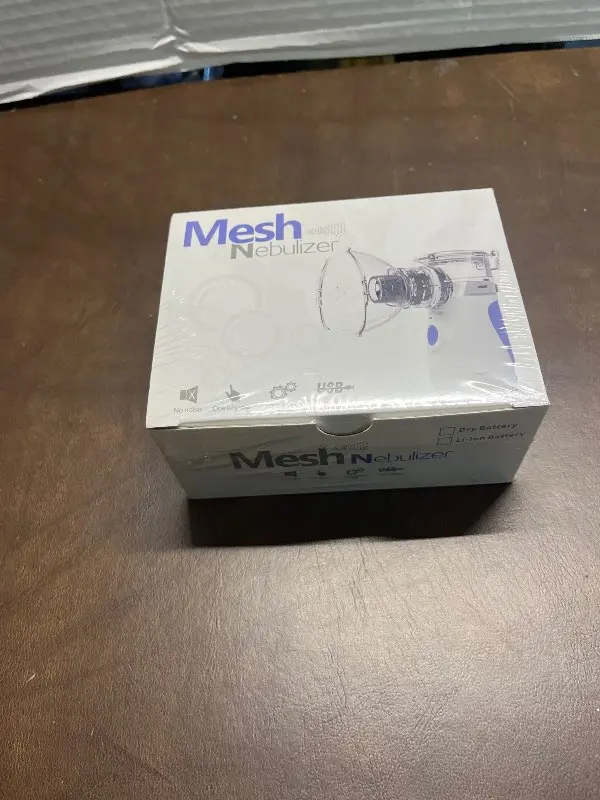 Mesh
Nebulizer
No noise
USB
Dry Battery
Li-ion Battery
Mesh Nebulizer